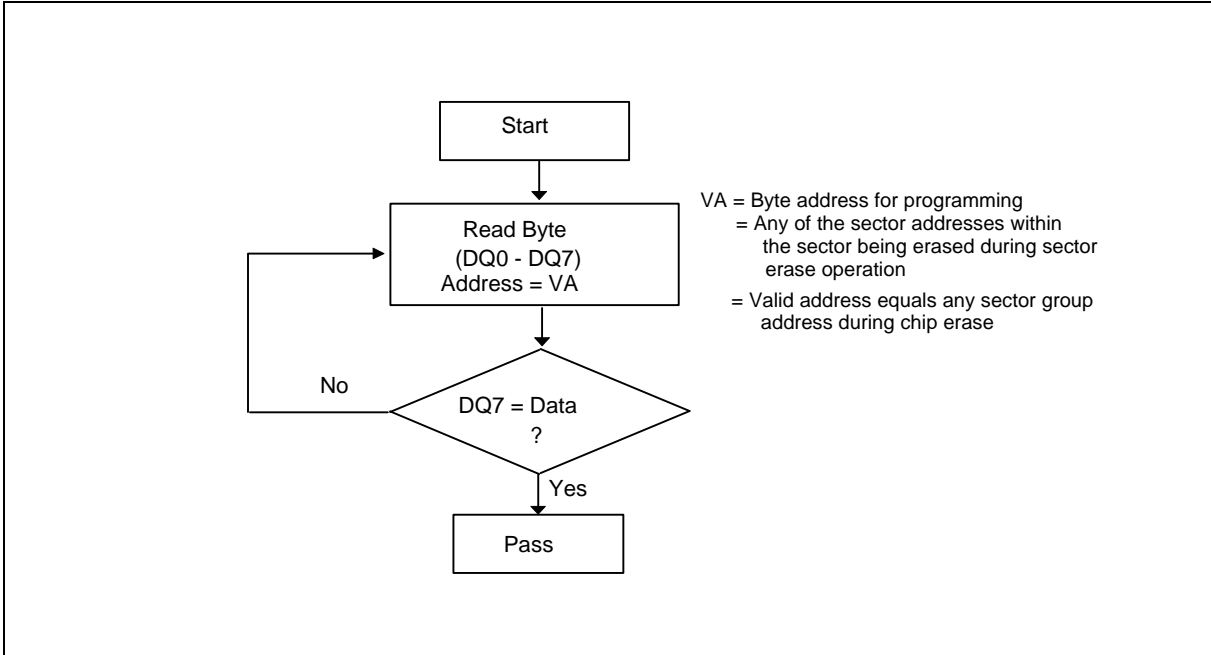 Start
Read Byte
(DQ0 - DQ7)
Address = VA
VA = Byte address for programming
= Any of the sector addresses within
the sector being erased during sector
erase operation
= Valid address equals any sector group
address during chip erase
No
DQ7 = Data
?
Yes
Pass